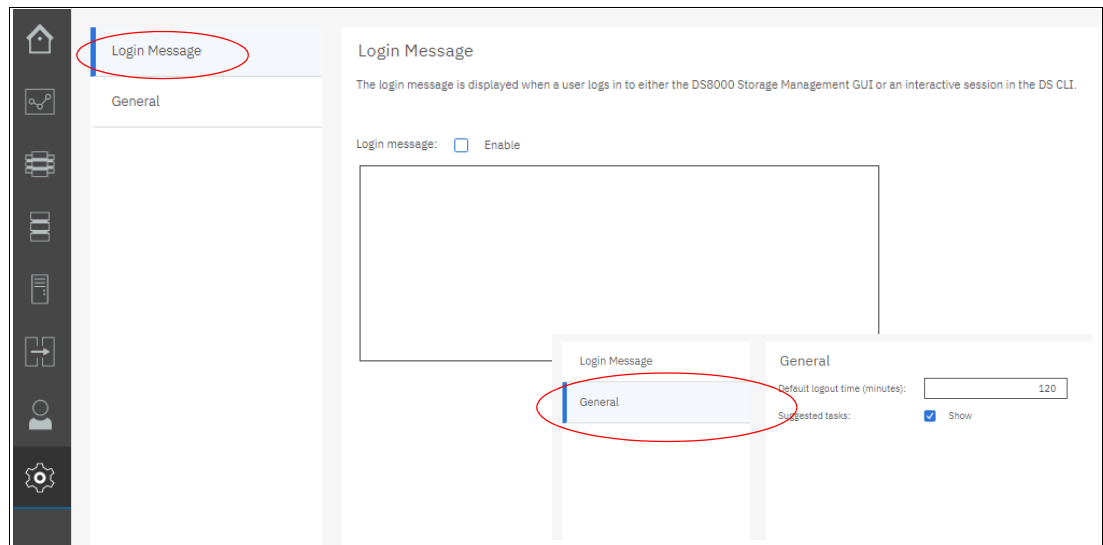 Login Message
General
Login Message
The login message is displayed when a user logs in to either the DS8000 Storage Management GUI or an interactive session in the DS CLI.
Login message: Enable
Login Message
General
General
Default logout time (minutes): 120
Suggested tasks: Show